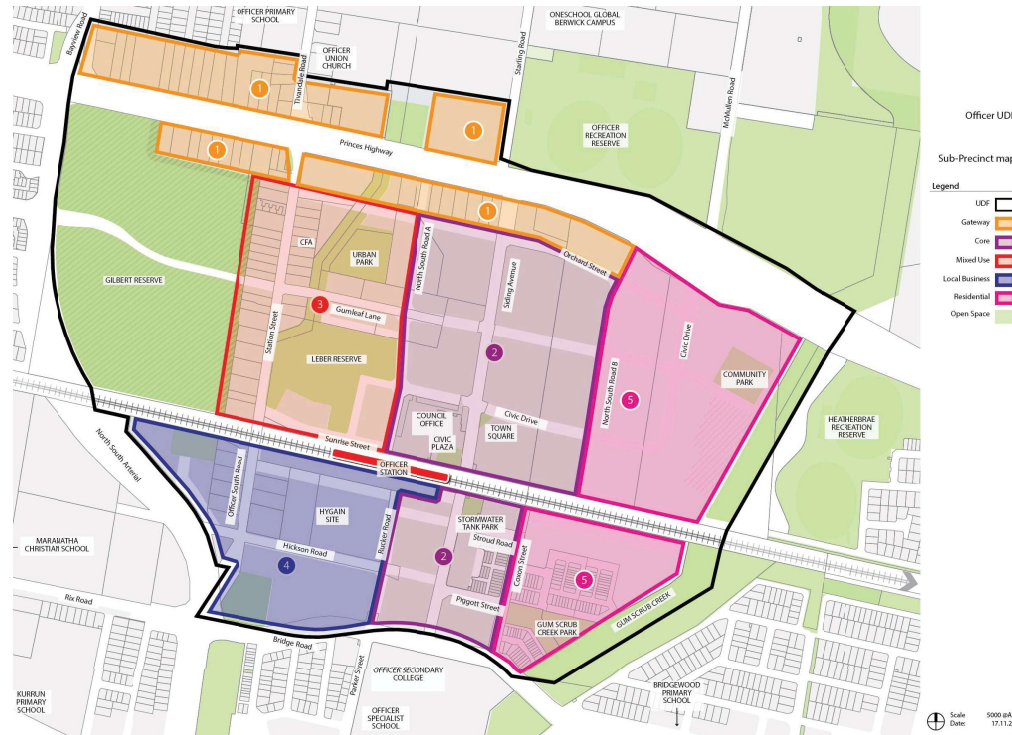 OFFICER PRIMARY
SCHOOL
ONESCHOOL GLOBAL
BERWICK CAMPUS
Bayview Road
Tivendale Road
OFFICER
UNION
CHURCH
Starling Road
McMullen Road
1
1
1
1
Princes Highway
OFFICER
RECREATION
RESERVE
Officer UDF
Sub-Precinct map
Legend
UDF
Gateway
Core
Mixed Use
Local Business
Residential
Open Space
CFA
URBAN
PARK
North South Road A
Siding Avenue
Orchard Street
GILBERT RESERVE
Station Street
3
Gumleaf Lane
LEBER RESERVE
2
North South Road B
Civic Drive
5
COMMUNITY
PARK
COUNCIL
OFFICE
CIVIC
PLAZA
TOWN
SQUARE
Civic Drive
HEATHERBRAE
RECREATION
RESERVE
Sunrise Street
OFFICER
STATION
North South Arterial
Officer South Road
HYGAIN
SITE
Rucker Road
Hickson Road
4
STORMWATER
TANK PARK
Stroud Road
2
Coxon Street
5
Piggott Street
GUM SCRUB
CREEK PARK
GUM SCRUB CREEK
MARANATHA
CHRISTIAN SCHOOL
Rix Road
Bridge Road
Parker Street
OFFICER SECONDARY
COLLEGE
OFFICER
SPECIALIST
SCHOOL
BRIDGEWOOD
PRIMARY
SCHOOL
KURRUN
PRIMARY
SCHOOL
Scale 5000 @A
Date: 17.11.2